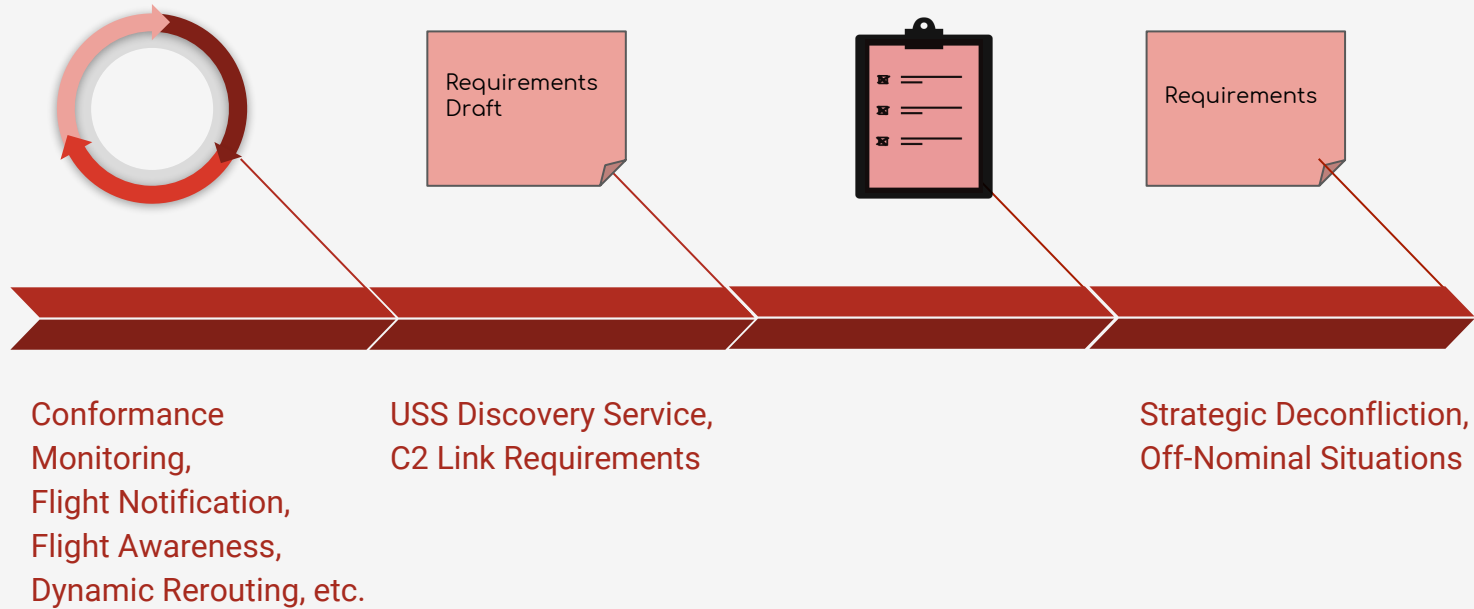 Requirements
Draft
Requirements
Conformance
Monitoring,
Flight Notification,
Flight Awareness,
Dynamic Rerouting, etc.
USS Discovery Service,
C2 Link Requirements
Strategic Deconfliction,
Off-Nominal Situations